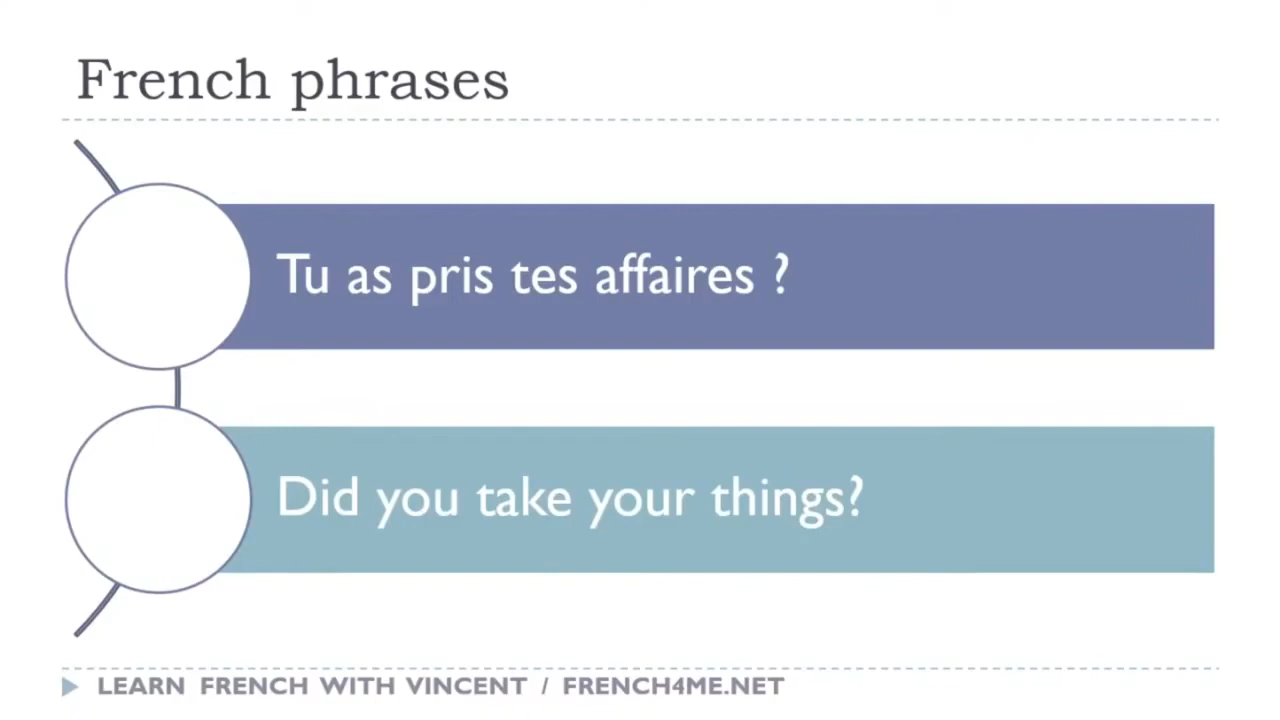 French phrases
Tu as pris tes affaires ?
Did you take your things?
LEARN FRENCH WITH VINCENT / FRENCH4ME.NET